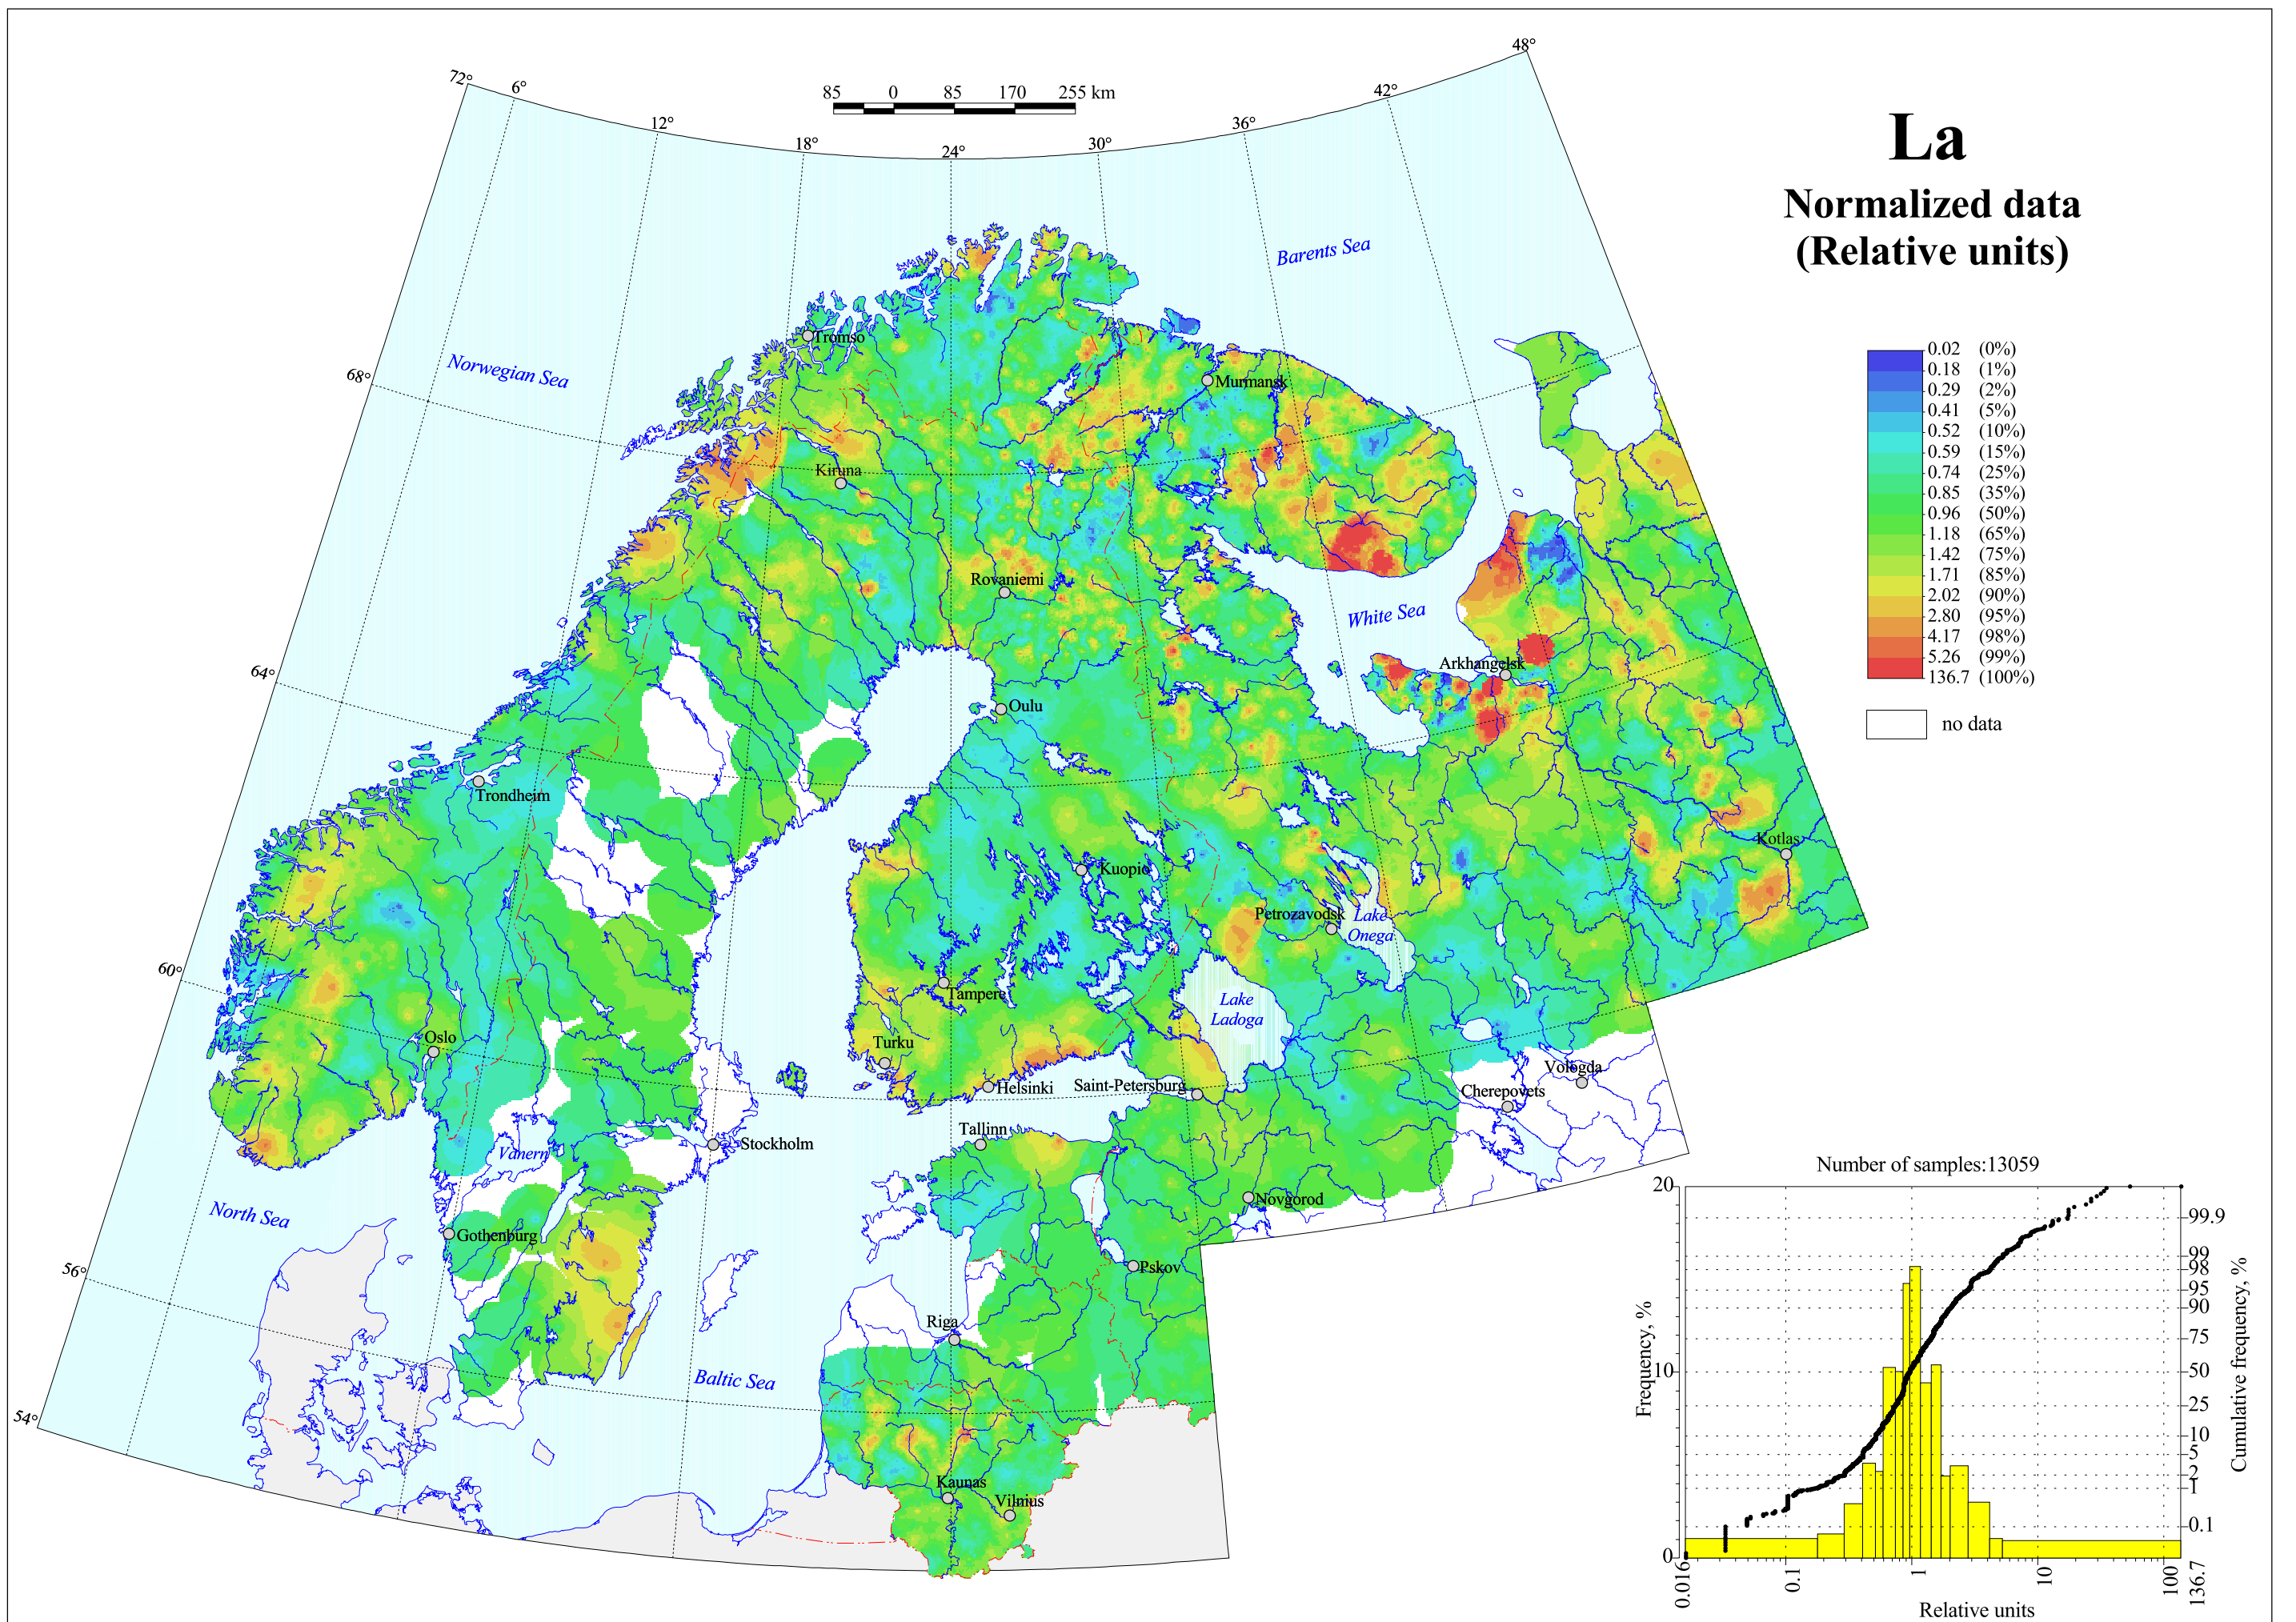 La
Normalized data
(Relative units)
85 0 85 170 255 km
72°
6°
12°
18°
24°
30°
36°
42°
48°
68°
64°
60°
56°
54°
Barents Sea
Norwegian Sea
Tromso
Murmansk
Kiruna
Rovaniemi
White Sea
Arkhangelsk
Oulu
Trondheim
Kotlas
Kuopio
Petrozavodsk
Lake
Onega
Tampere
Lake
Ladoga
Oslo
Turku
Helsinki
Saint-Petersburg
Vologda
Cherepovets
Stockholm
Tallinn
Vanern
Novgorod
North Sea
Gothenburg
Pskov
Riga
Baltic Sea
Kaunas
Vilnius
0.02 (0%)
0.18 (1%)
0.29 (2%)
0.41 (5%)
0.52 (10%)
0.59 (15%)
0.74 (25%)
0.85 (35%)
0.96 (50%)
1.18 (65%)
1.42 (75%)
1.71 (85%)
2.02 (90%)
2.80 (95%)
4.17 (98%)
5.26 (99%)
136.7 (100%)
no data
Number of samples:13059
20
10
0
Frequency, %
99.9
99
98
95
90
75
50
25
10
5
2
1
0.1
Cumulative frequency, %
0.016
0.1
1
10
100
136.7
Relative units